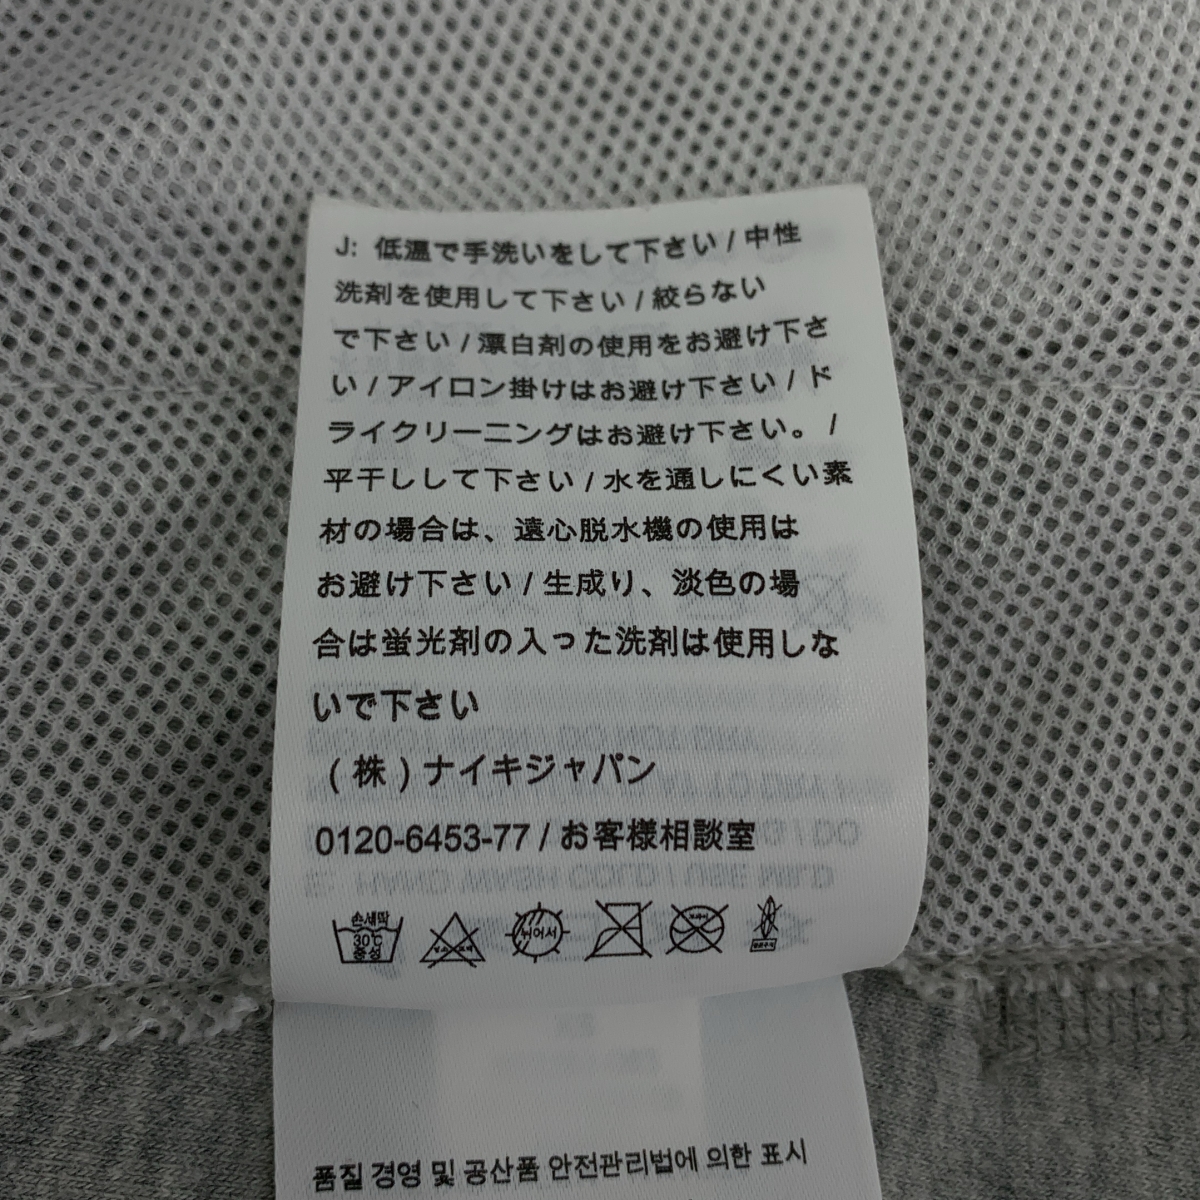 J: 低温で手洗いをして下さい / 中性
洗剤を使用して下さい / 絞らない
で下さい / 漂白剤の使用をお避け下さ
い / アイロン掛けはお避け下さい / ド
ライクリーニングはお避け下さい。 /
平干しして下さい / 水を通しにくい素
材の場合は、遠心脱水機の使用は
お避け下さい / 生成り、淡色の場
合は蛍光剤の入った洗剤は使用しな
いで下さい
(株) ナイキジャパン
0120-6453-77 / お客様相談室
손세탁
30℃
중성
뉘어서
품질 경영 및 공산품 안전관리법에 의한 표시